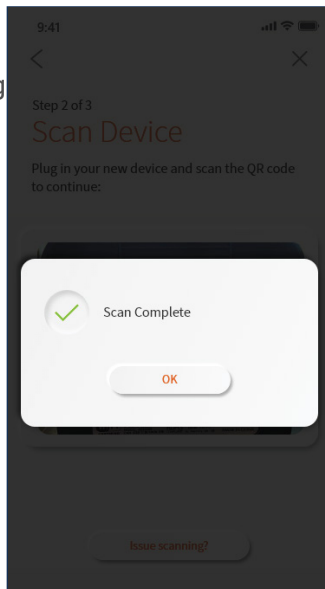 9:41
g
Step 2 of 3
Scan Device
Plug in your new device and scan the QR code
to continue:
Scan Complete
OK
Issue scanning?